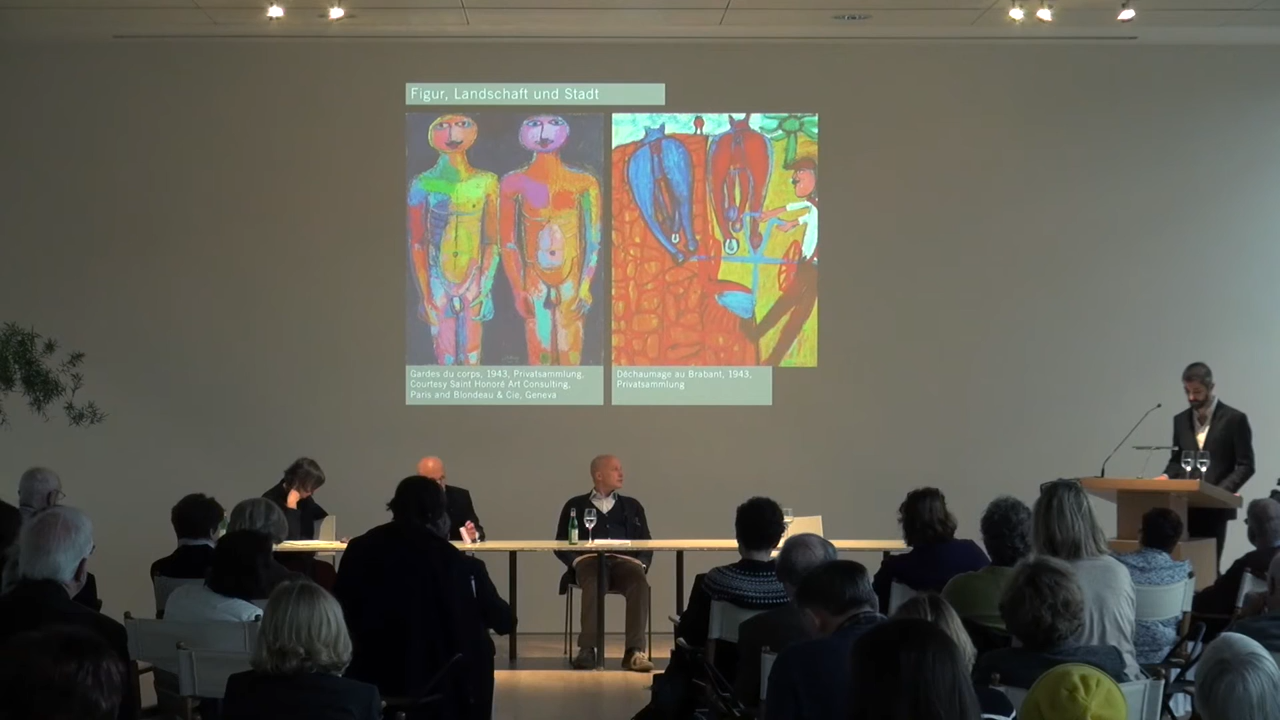 Figur, Landschaft und Stadt
Gardes du corps, 1943, Privatsammlung,
Courtesy Saint Honoré Art Consulting,
Paris and Blondeau & Cie, Geneva
Déchaumage au Brabant, 1943,
Privatsammlung